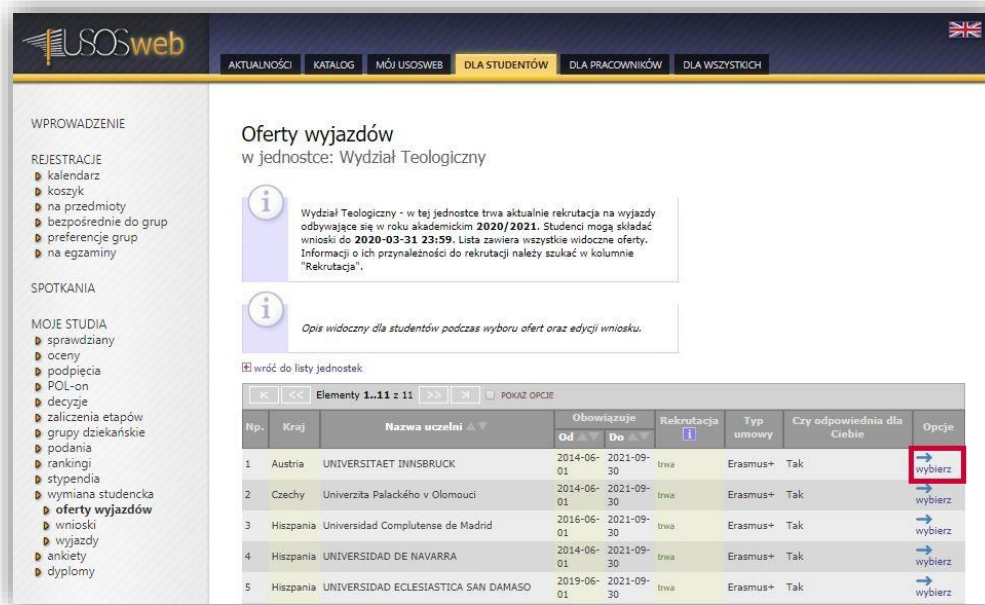 USOSweb
AKTUALNOŚCI KATALOG MÓJ USOSWEB DLA STUDENTÓW DLA PRACOWNIKÓW DLA WSZYSTKICH
WPROWADZENIE
REJESTRACJE
kalendarz
koszyk
na przedmioty
bezpośrednie do grup
preferencje grup
na egzaminy
SPOTKANIA
MOJE STUDIA
sprawdziany
oceny
podpięcia
POL-on
decyzje
zaliczenia etapów
grupy dziekańskie
podania
rankingi
stypendia
wymiana studencka
oferty wyjazdów
wnioski
wyjazdy
ankiety
dyplomy
Oferty wyjazdów
w jednostce: Wydział Teologiczny
Wydział Teologiczny - w tej jednostce trwa aktualnie rekrutacja na wyjazdy
odbywające się w roku akademickim 2020/2021. Studenci mogą składać
wnioski do 2020-03-31 23:59. Lista zawiera wszystkie widoczne oferty.
Informacji o ich przynależności do rekrutacji należy szukać w kolumnie
"Rekrutacja".
Opis widoczny dla studentów podczas wyboru ofert oraz edycji wniosku.
wróć do listy jednostek
K << Elementy 1..11 z 11 >> >| POKAŻ OPCJE
Np. Kraj Nazwa uczelni Obowiązuje Od Do Rekrutacja i Typ umowy Czy odpowiednia dla Ciebie Opcje
1 Austria UNIVERSITAET INNSBRUCK 2014-06-01 2021-09-30 trwa Erasmus+ Tak wybierz
2 Czechy Univerzita Palackého v Olomouci 2014-06-01 2021-09-30 trwa Erasmus+ Tak wybierz
3 Hiszpania Universidad Complutense de Madrid 2016-06-01 2021-09-30 trwa Erasmus+ Tak wybierz
4 Hiszpania UNIVERSIDAD DE NAVARRA 2014-06-01 2021-09-30 trwa Erasmus+ Tak wybierz
5 Hiszpania UNIVERSIDAD ECLESIASTICA SAN DAMASO 2019-06-01 2021-09-30 trwa Erasmus+ Tak wybierz